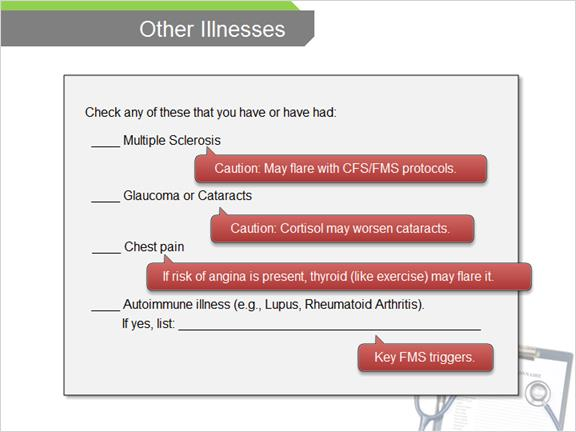 Other Illnesses
Check any of these that you have or have had:
____ Multiple Sclerosis
Caution: May flare with CFS/FMS protocols.
____ Glaucoma or Cataracts
Caution: Cortisol may worsen cataracts.
____ Chest pain
If risk of angina is present, thyroid (like exercise) may flare it.
____ Autoimmune illness (e.g., Lupus, Rheumatoid Arthritis).
If yes, list: ___________________________________________
Key FMS triggers.